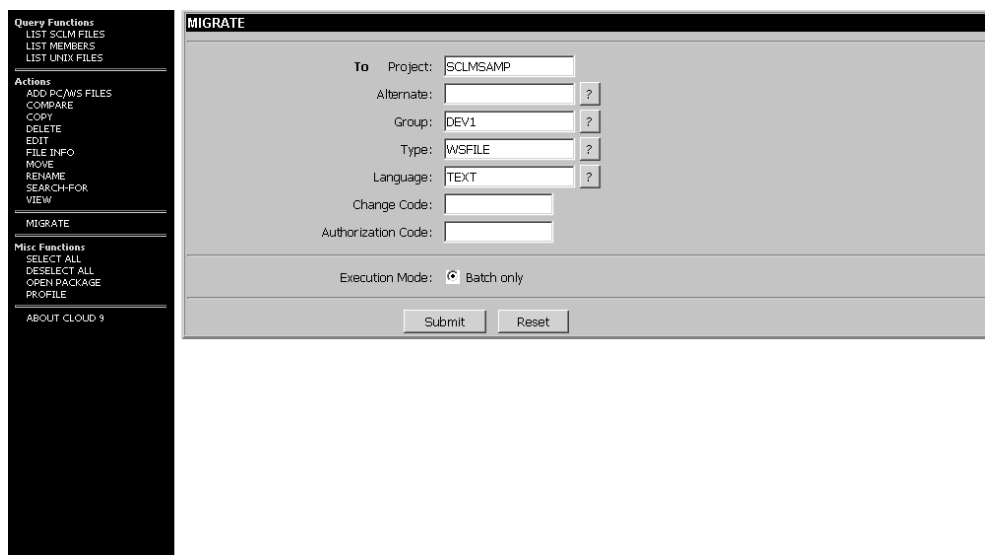 Query Functions
LIST SCLM FILES
LIST MEMBERS
LIST UNIX FILES
Actions
ADD PC/WS FILES
COMPARE
COPY
DELETE
EDIT
FILE INFO
MOVE
RENAME
SEARCH-FOR
VIEW
MIGRATE
Misc Functions
SELECT ALL
DESELECT ALL
OPEN PACKAGE
PROFILE
ABOUT CLOUD 9
MIGRATE
To Project: SCLMSAMP
Alternate: ?
Group: DEV1 ?
Type: WSFILE ?
Language: TEXT ?
Change Code:
Authorization Code:
Execution Mode: Batch only
Submit Reset